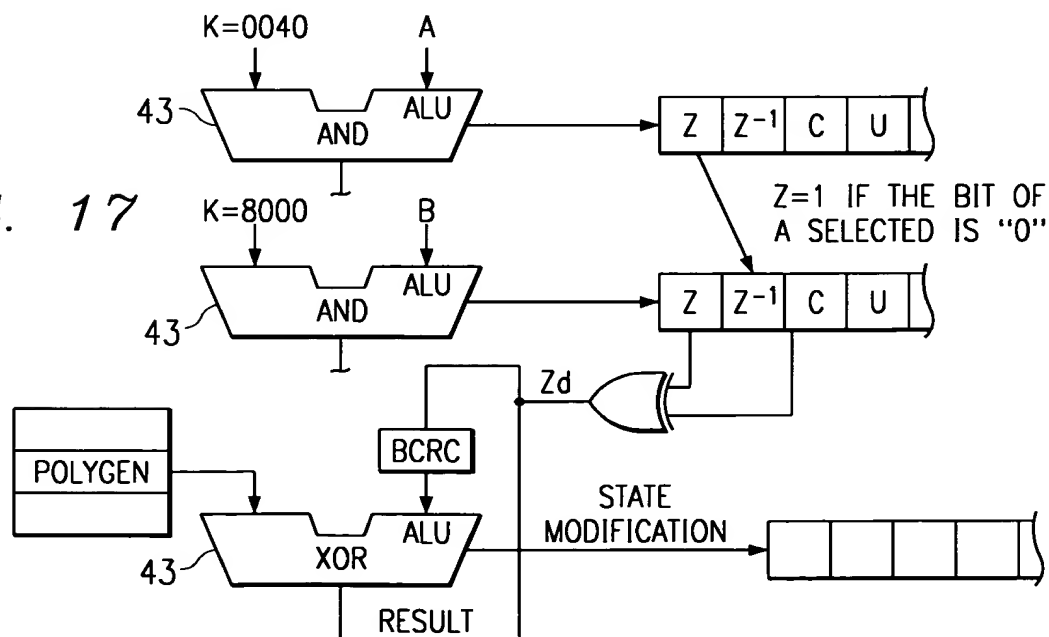 K=0040 A
43 AND ALU
Z Z⁻¹ C U
. 17
Z=1 IF THE BIT OF
A SELECTED IS “0”
K=8000 B
43 AND ALU
Z Z⁻¹ C U
Zd
BCRC
POLYGEN
43 XOR ALU
STATE
MODIFICATION
RESULT